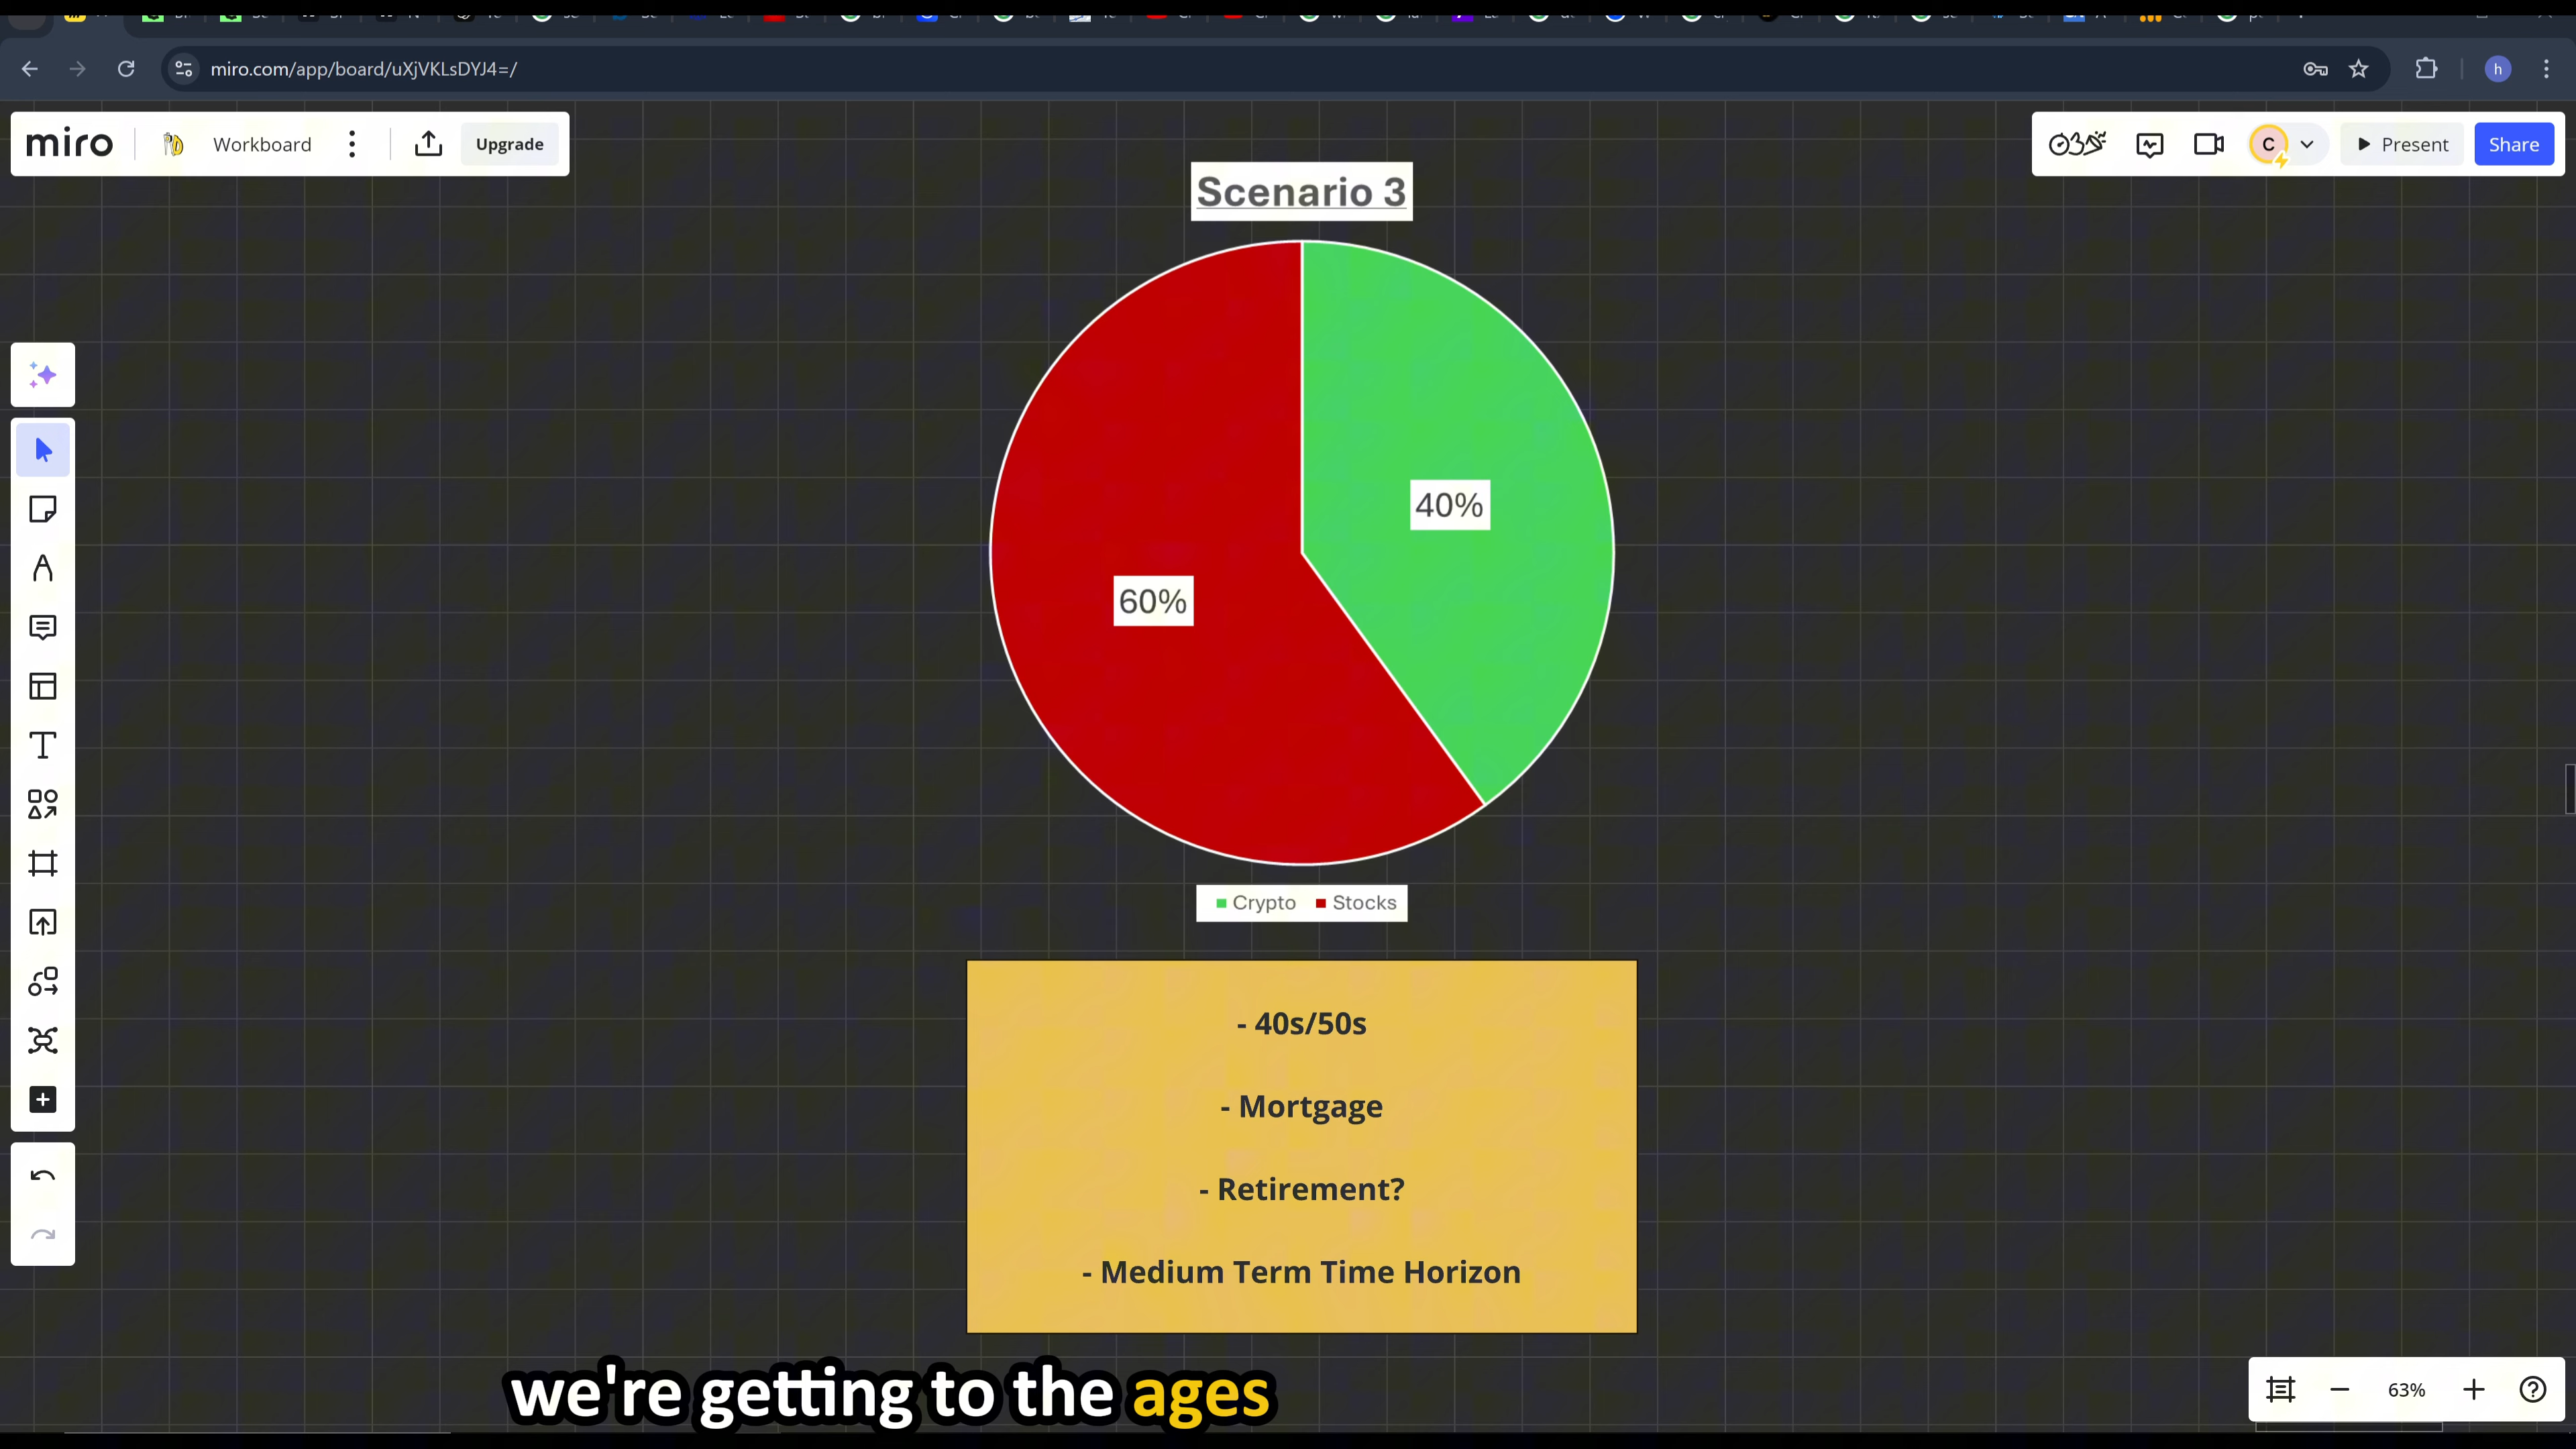 miro.com/app/board/uXjVKLsDYJ4=/
h
miro
Workboard
Upgrade
C
Present
Share
Scenario 3
40%
60%
Crypto Stocks
- 40s/50s
- Mortgage
- Retirement?
- Medium Term Time Horizon
we're getting to the ages
63%